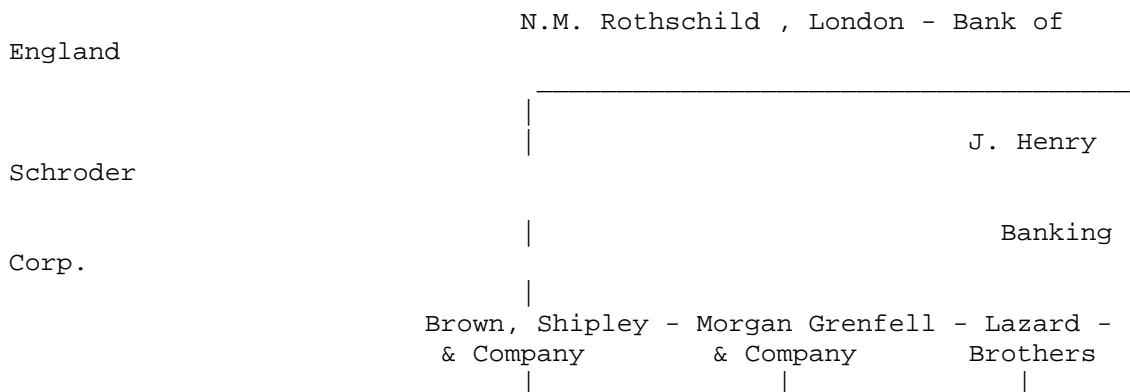 N.M. Rothschild , London - Bank of
England
J. Henry
Schroder
Banking
Corp.
Brown, Shipley - Morgan Grenfell - Lazard -
& Company & Company Brothers